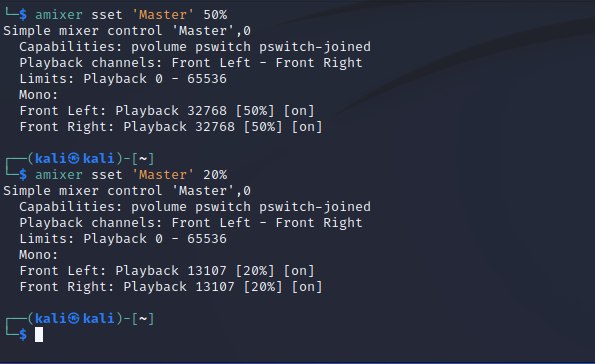 └─$ amixer sset 'Master' 50%
Simple mixer control 'Master',0
  Capabilities: pvolume pswitch pswitch-joined
  Playback channels: Front Left - Front Right
  Limits: Playback 0 - 65536
  Mono:
  Front Left: Playback 32768 [50%] [on]
  Front Right: Playback 32768 [50%] [on]

┌──(kali㉿kali)-[~]
└─$ amixer sset 'Master' 20%
Simple mixer control 'Master',0
  Capabilities: pvolume pswitch pswitch-joined
  Playback channels: Front Left - Front Right
  Limits: Playback 0 - 65536
  Mono:
  Front Left: Playback 13107 [20%] [on]
  Front Right: Playback 13107 [20%] [on]

┌──(kali㉿kali)-[~]
└─$